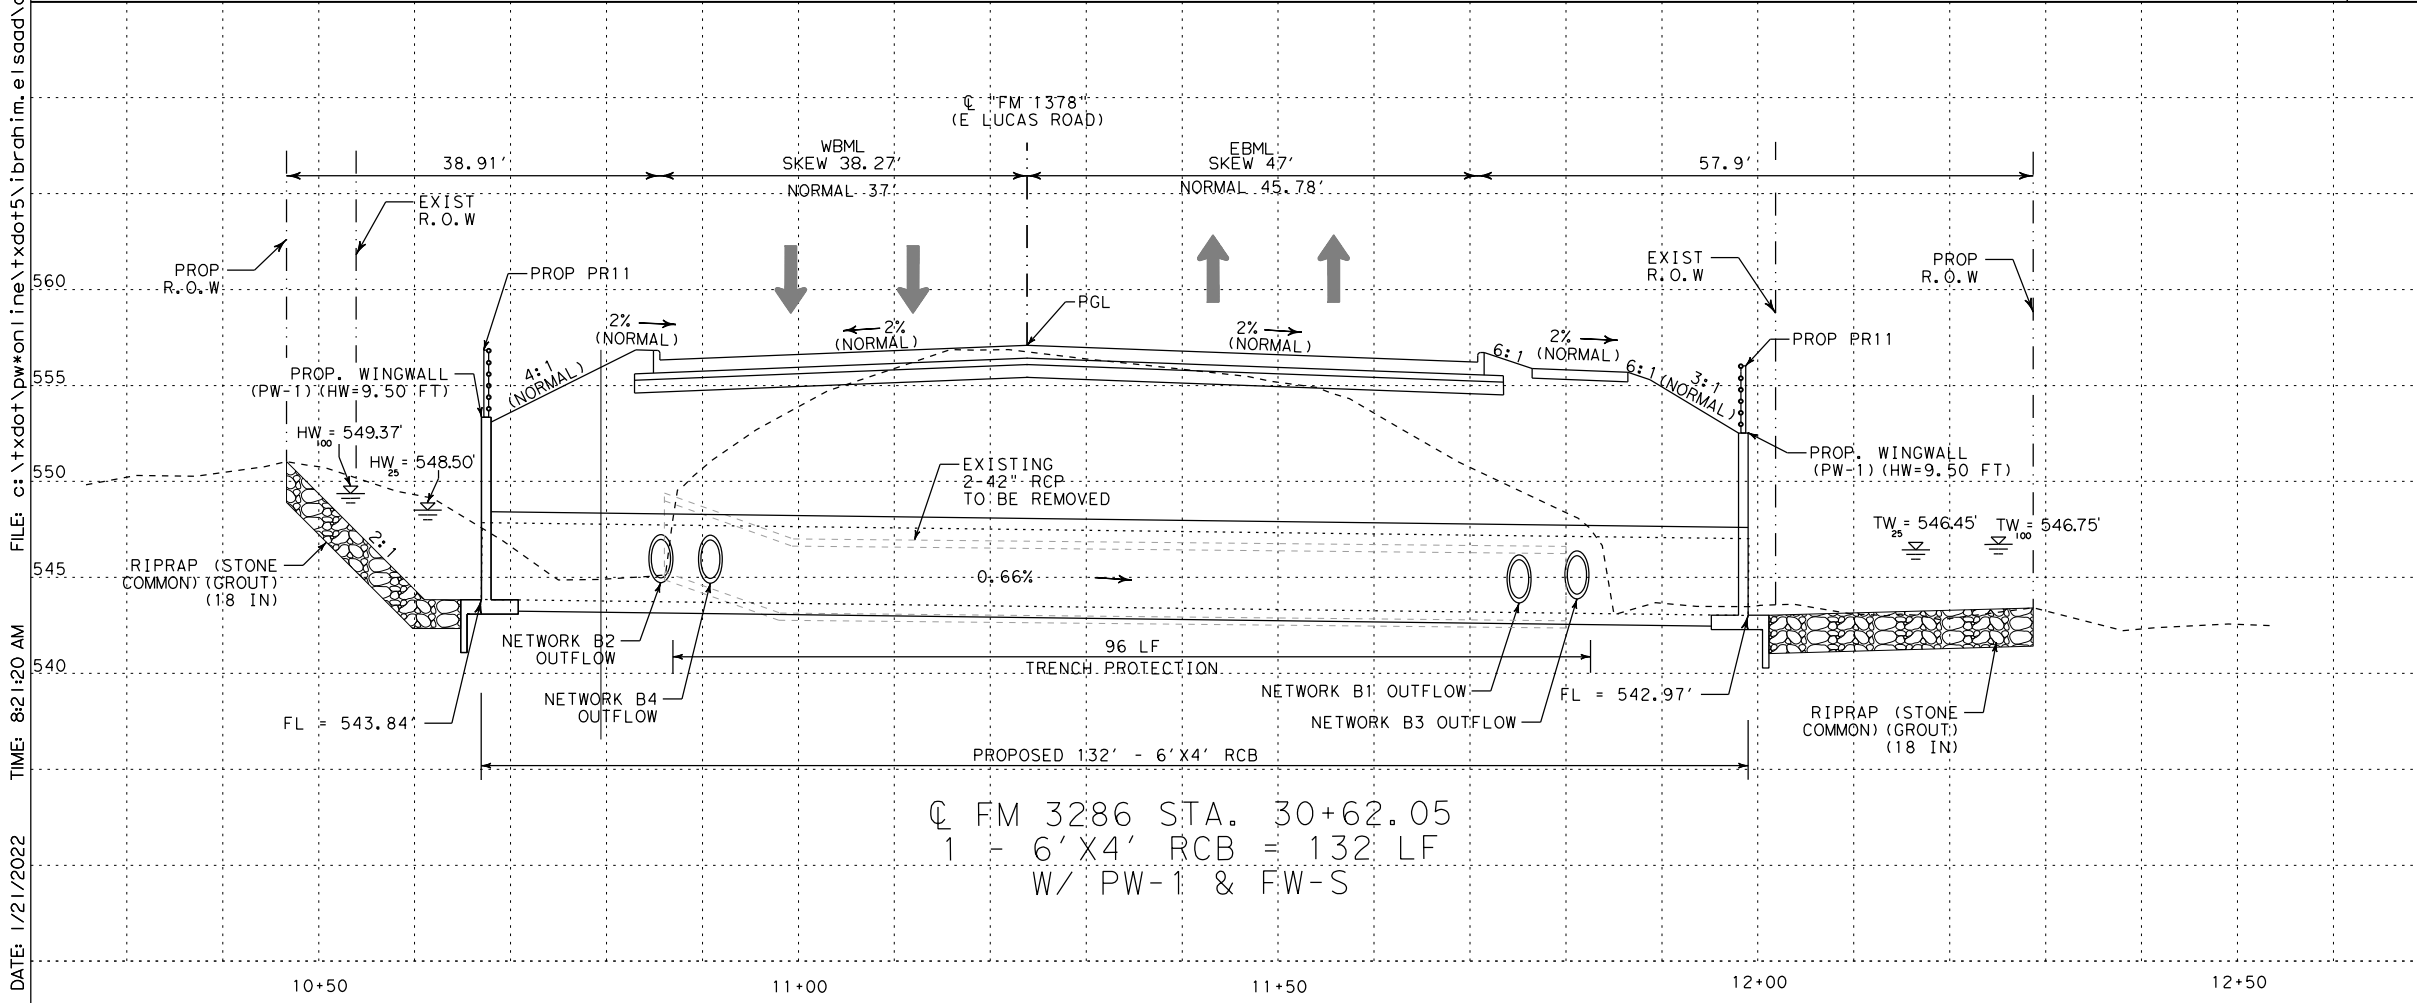 ℄ "FM 1378"
(E LUCAS ROAD)
38.91'
WBML
SKEW 38.27'
NORMAL 37'
EBML
SKEW 47'
NORMAL 45.78'
57.9'
EXIST
R.O.W
PROP
R.O.W
PROP PR11
PGL
EXIST
R.O.W
PROP
R.O.W
PROP PR11
2%
(NORMAL)
2%
(NORMAL)
2%
(NORMAL)
2%
(NORMAL)
6:1
6:1
3:1
(NORMAL)
4:1
(NORMAL)
PROP. WINGWALL
(PW-1)(HW=9.50 FT)
HW100 = 549.37'
HW25 = 548.50'
EXISTING
2-42" RCP
TO BE REMOVED
PROP. WINGWALL
(PW-1)(HW=9.50 FT)
TW25 = 546.45'
TW100 = 546.75'
2:1
RIPRAP (STONE
COMMON)(GROUT)
(18 IN)
0.66%
NETWORK B2
OUTFLOW
96 LF
TRENCH PROTECTION
NETWORK B4
OUTFLOW
NETWORK B1 OUTFLOW
NETWORK B3 OUTFLOW
FL = 542.97'
FL = 543.84'
RIPRAP (STONE
COMMON)(GROUT)
(18 IN)
PROPOSED 132' - 6'X4' RCB
℄ FM 3286 STA. 30+62.05
1 - 6'X4' RCB = 132 LF
W/ PW-1 & FW-S
560
555
550
545
540
10+50
11+00
11+50
12+00
12+50
DATE: 1/21/2022 TIME: 8:21:20 AM FILE: c:\txdot\pw*online\txdot5\ibrahim.elsaad\